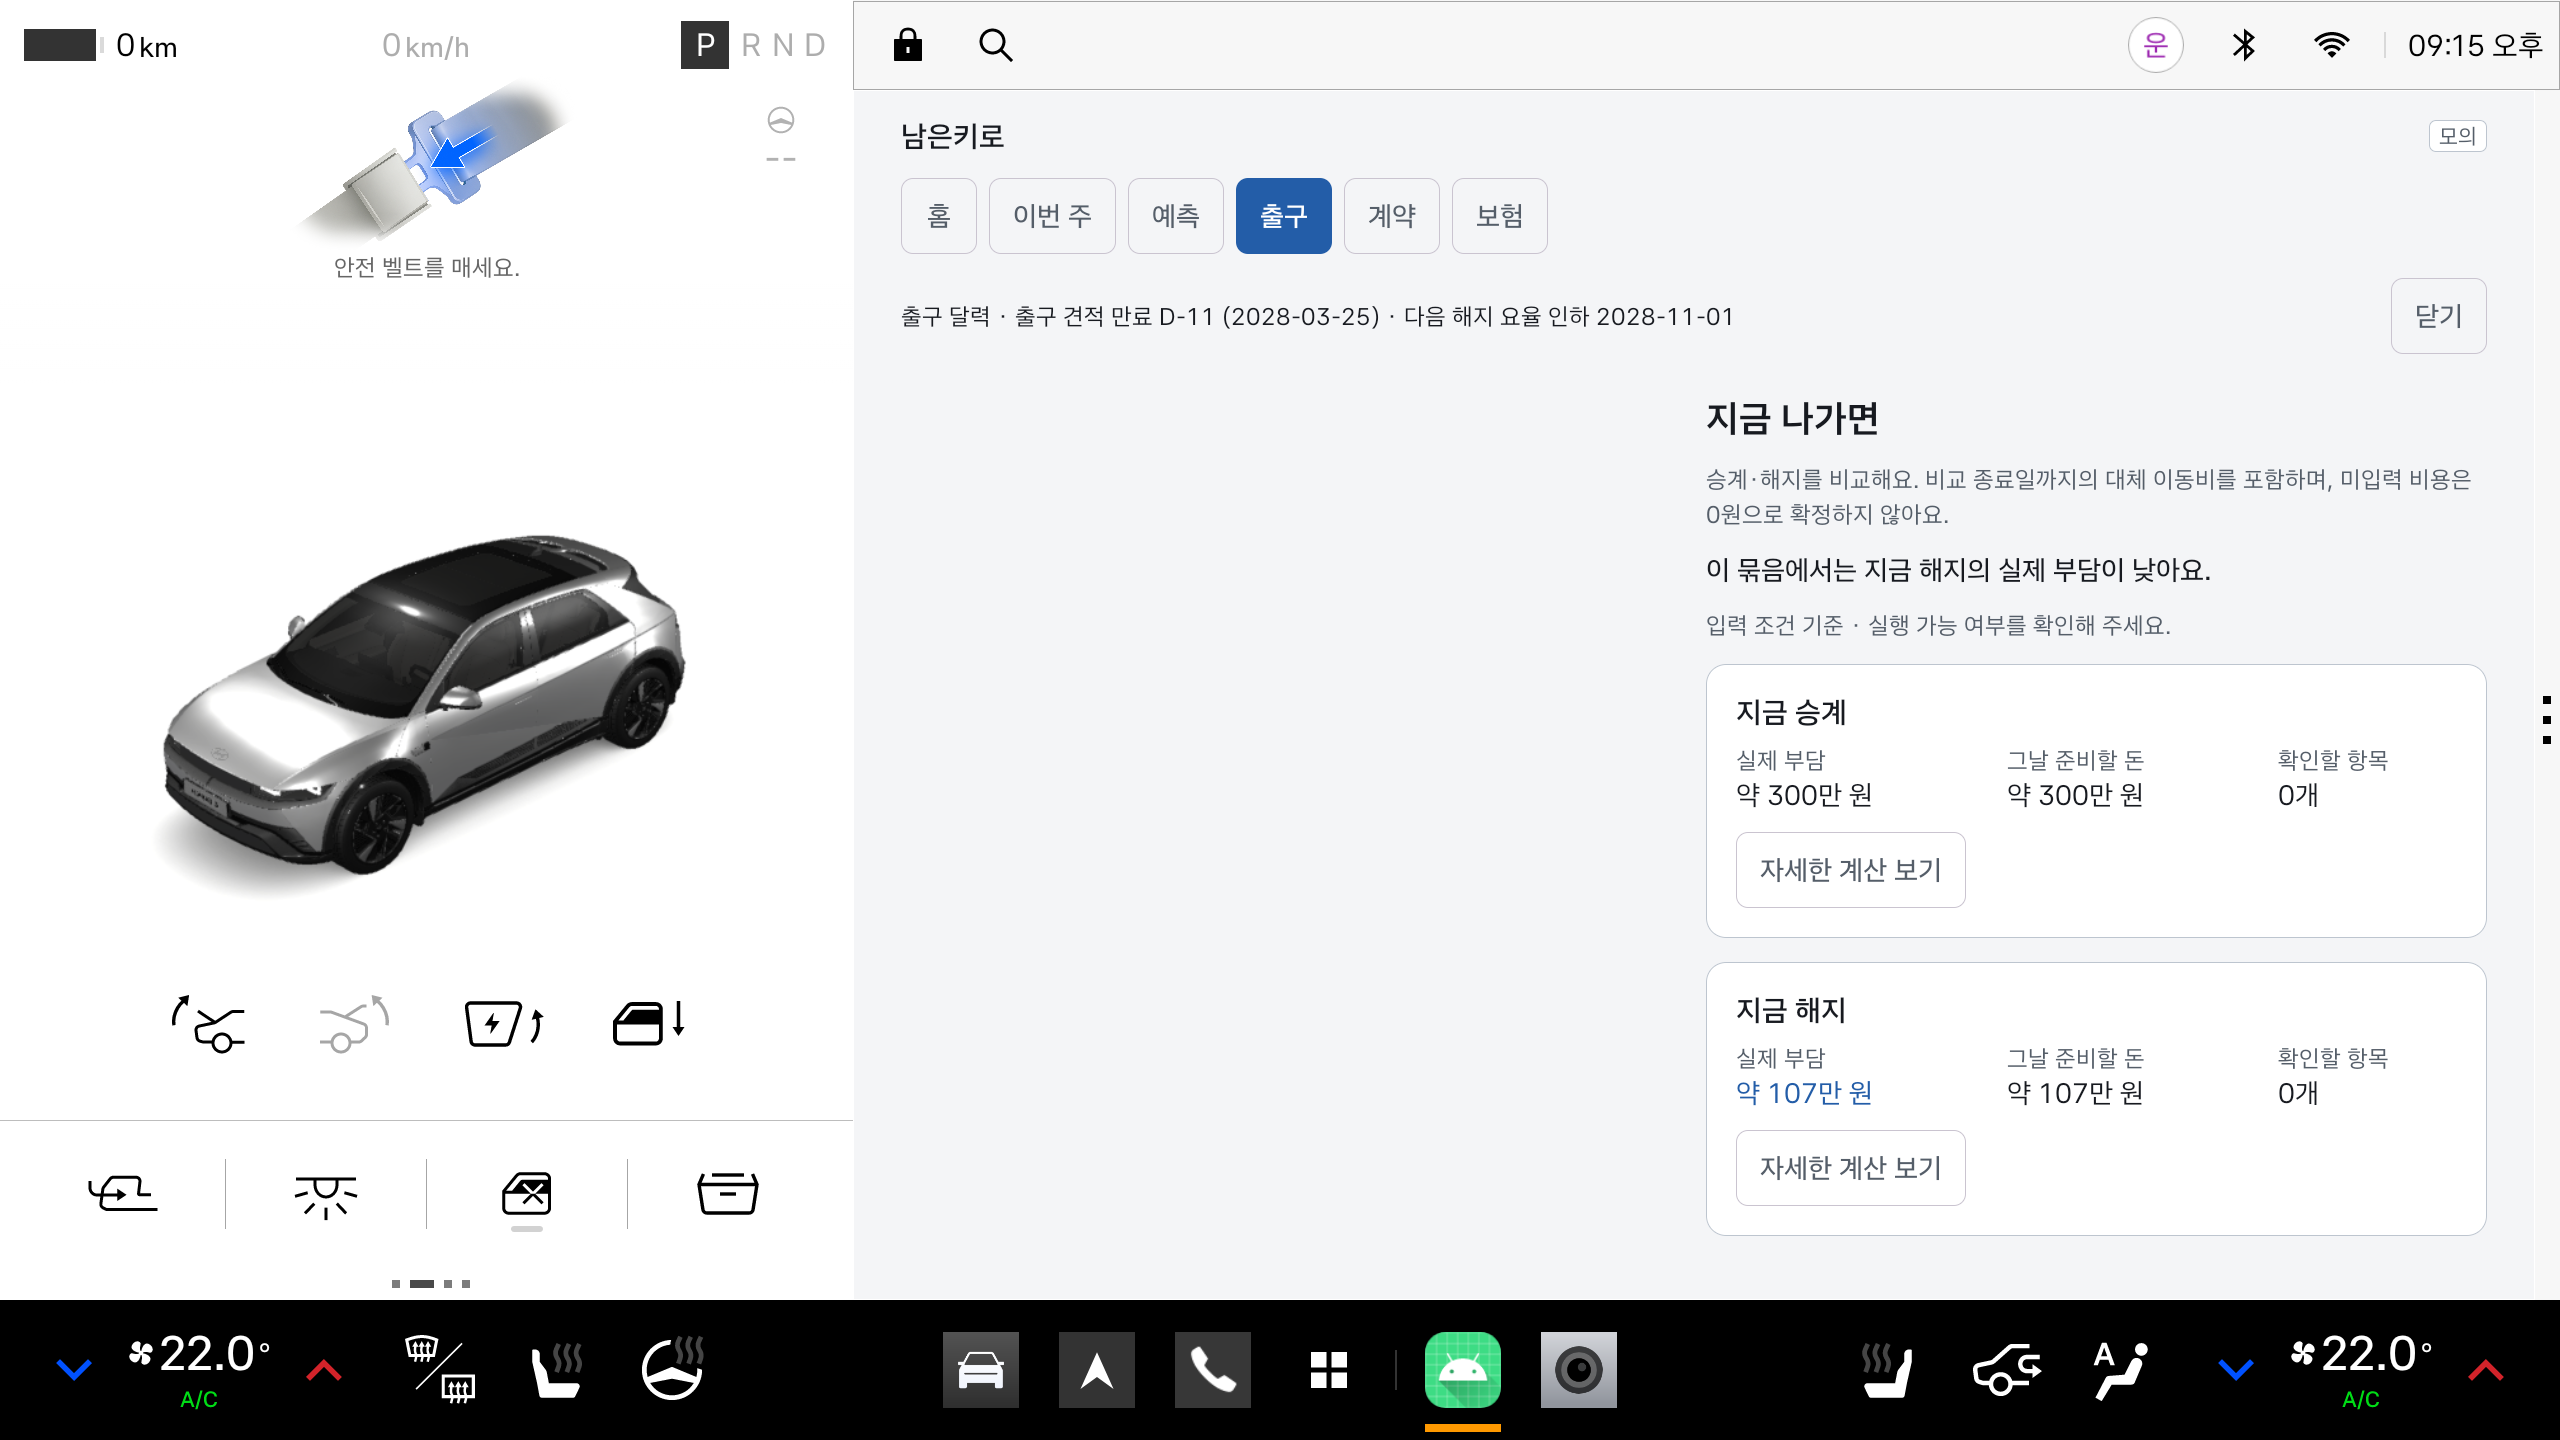 0 km
0 km/h
P R N D
안전 벨트를 매세요.
운
09:15 오후
남은키로
모의
홈
이번 주
예측
출구
계약
보험
출구 달력 · 출구 견적 만료 D-11 (2028-03-25) · 다음 해지 요율 인하 2028-11-01
닫기
지금 나가면
승계·해지를 비교해요. 비교 종료일까지의 대체 이동비를 포함하며, 미입력 비용은
0원으로 확정하지 않아요.
이 묶음에서는 지금 해지의 실제 부담이 낮아요.
입력 조건 기준 · 실행 가능 여부를 확인해 주세요.
지금 승계
실제 부담
그날 준비할 돈
확인할 항목
약 300만 원
약 300만 원
0개
자세한 계산 보기
지금 해지
실제 부담
그날 준비할 돈
확인할 항목
약 107만 원
약 107만 원
0개
자세한 계산 보기
22.0°
A/C
A
22.0°
A/C